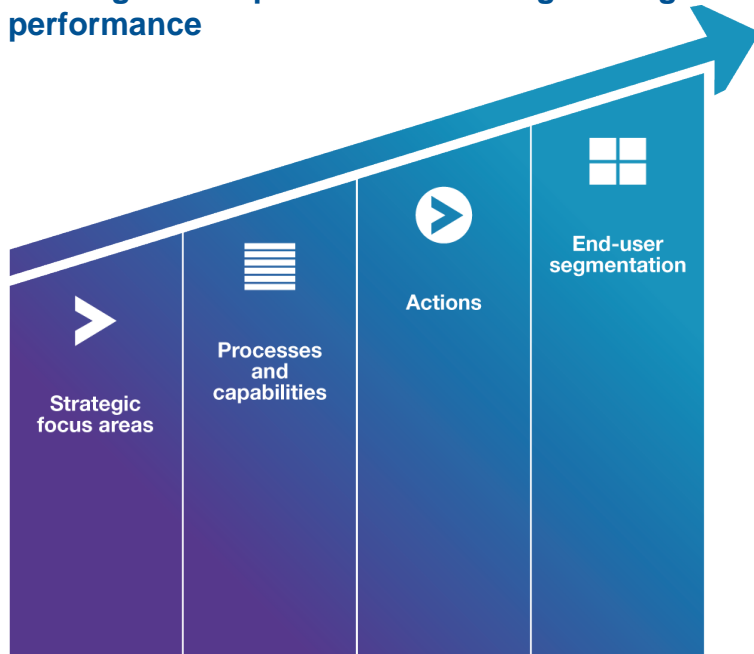 performance
End-user
segmentation
Actions
Processes
and
capabilities
Strategic
focus areas